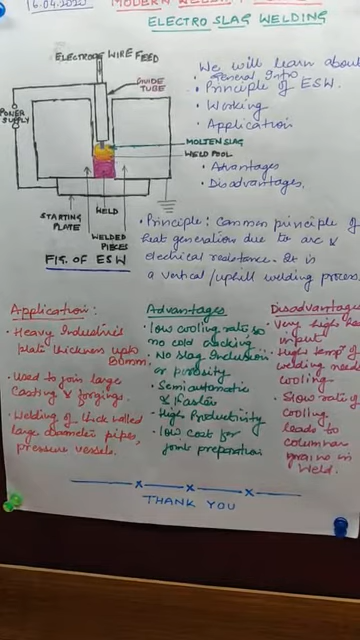 16.04.2020 MODERN WELDING
ELECTRO SLAG WELDING
ELECTRODE WIRE FEED
GUIDE
TUBE
POWER
SUPPLY
MOLTEN SLAG
WELD POOL
STARTING
PLATE
WELD
WELDED
PIECES
FIG. OF ESW
We will learn about
• General Info
• Principle of ESW.
• Working
• Application
• Advantages
• Disadvantages.
• Principle: Common principle of
heat generation due to arc &
electrical resistance. It is
a vertical/uphill welding process
Application:
• Heavy Industries
plate thickness upto
80mm.
• Used to join large
casting & forgings.
• Welding of thick walled
large diameter pipes,
pressure vessels.
Advantages
• low cooling rate so
no cold cracking
• No slag Inclusion
or porosity
• Semiautomatic
& Faster
• High Productivity
• low cost for
joint preparation
Disadvantages
• Very high heat
input
• High tempr of
welding needs
cooling
• Slow rate of
cooling
leads to
columnar
grains in
weld.
THANK YOU